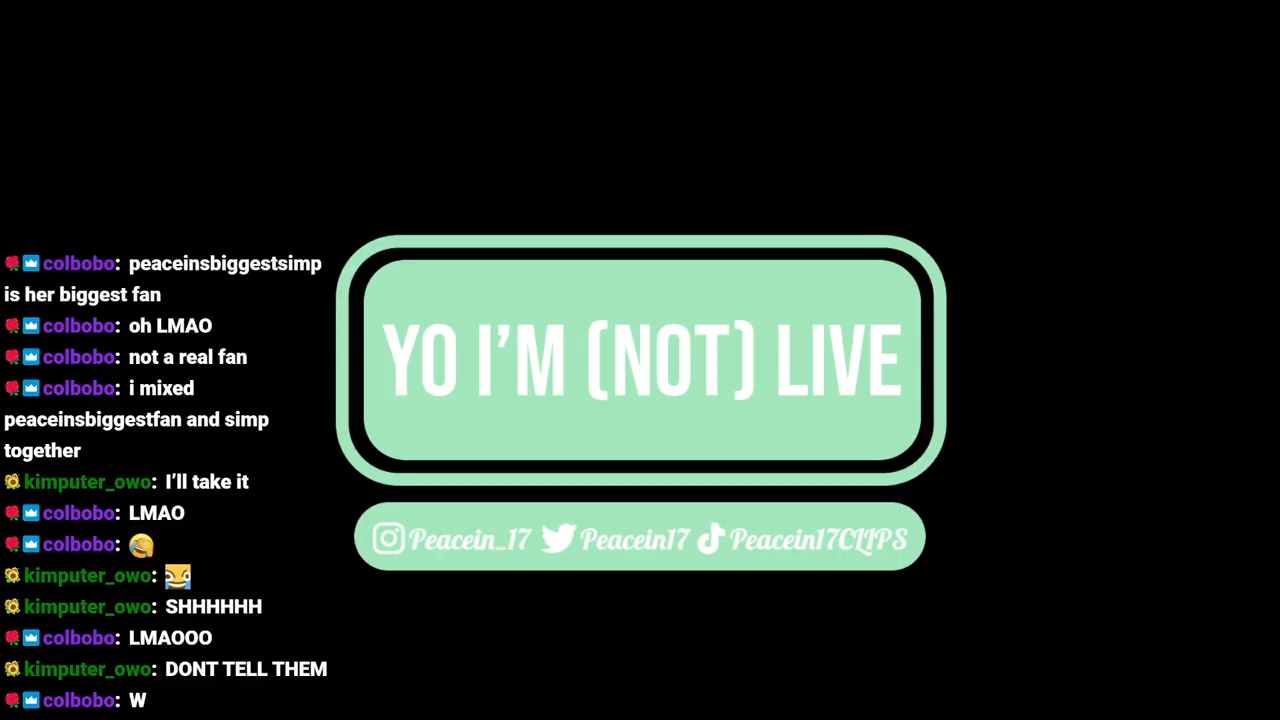 colbobo: peaceinsbiggestsimp
is her biggest fan
colbobo: oh LMAO
colbobo: not a real fan
colbobo: i mixed
peaceinsbiggestfan and simp
together
kimputer_owo: I’ll take it
colbobo: LMAO
colbobo: 
kimputer_owo: 
kimputer_owo: SHHHHHH
colbobo: LMAOOO
kimputer_owo: DONT TELL THEM
colbobo: W
YO I’M (NOT) LIVE
Peacein_17 Peacein17 Peacein17CLIPS